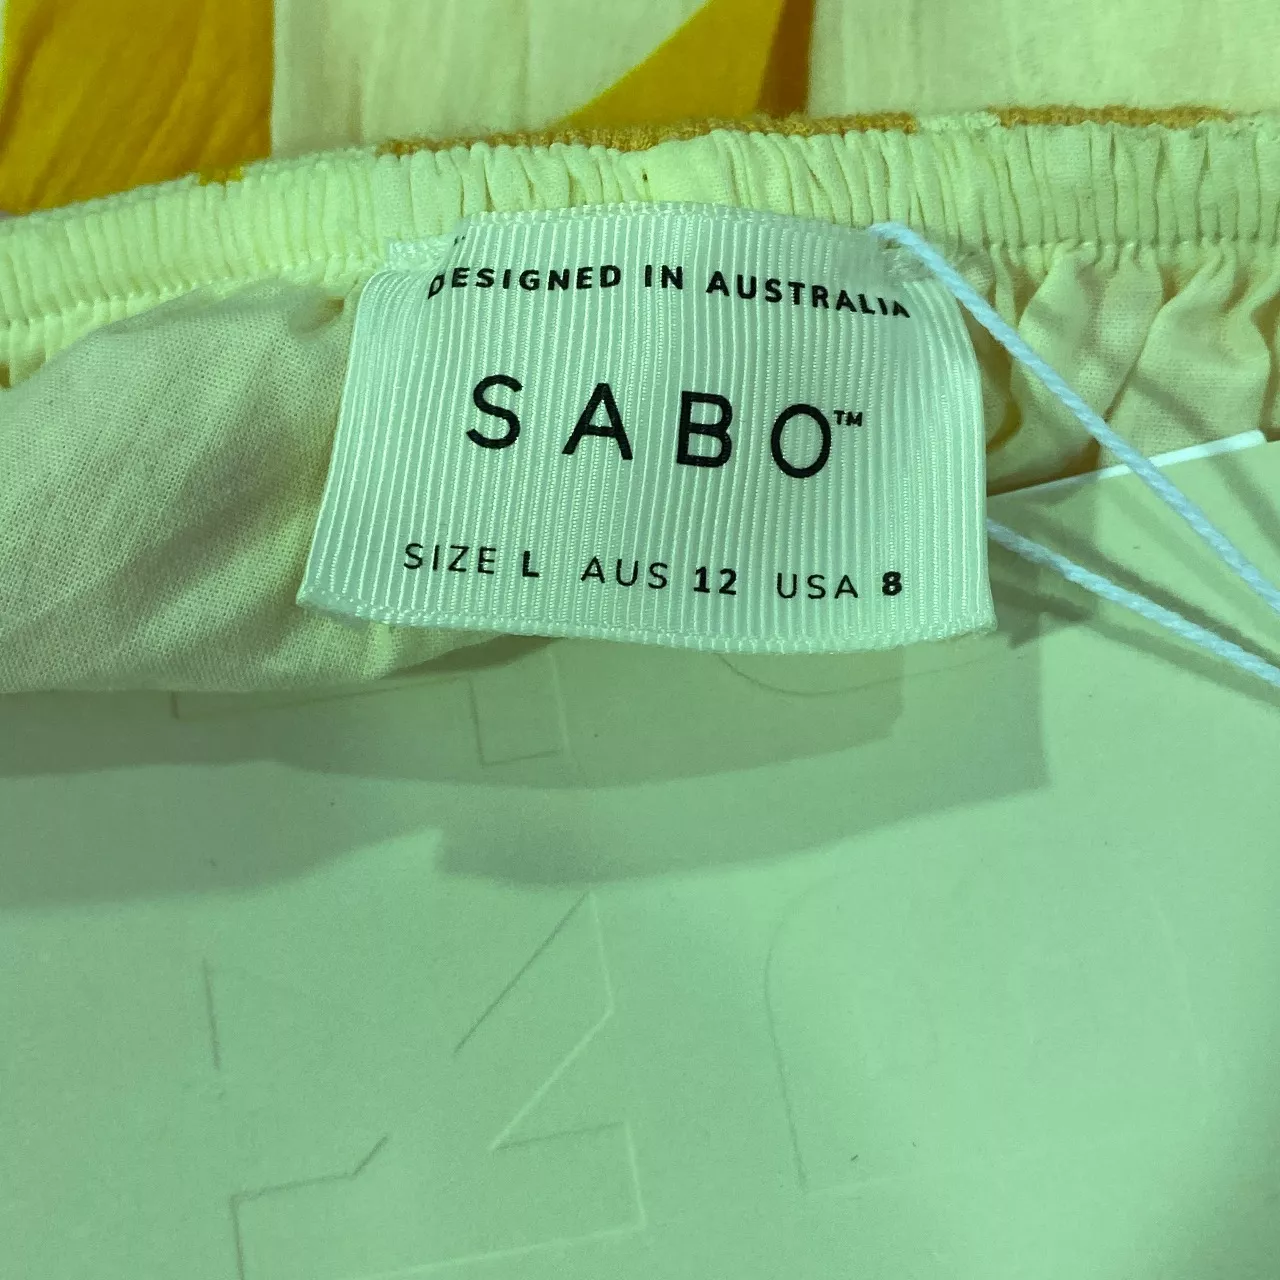 DESIGNED IN AUSTRALIA
SABO™
SIZE L AUS 12 USA 8